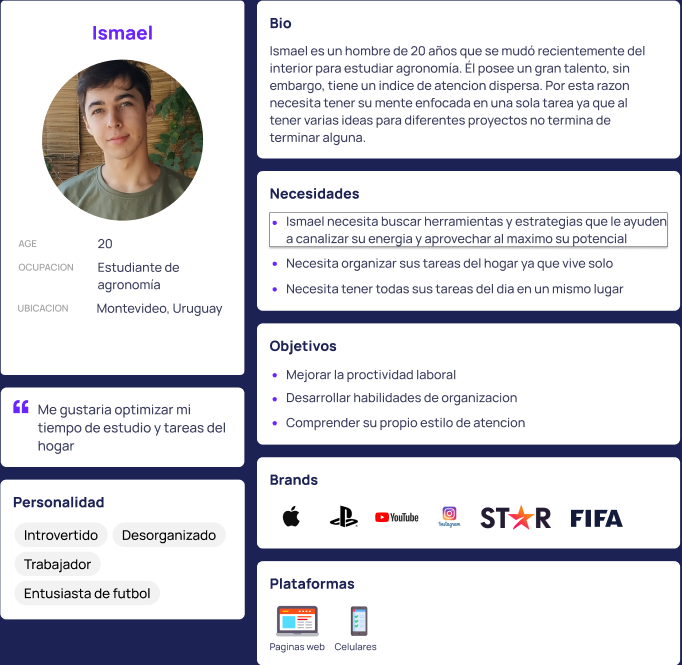 Ismael
AGE 20
OCUPACION Estudiante de
agronomía
UBICACION Montevideo, Uruguay
Me gustaria optimizar mi
tiempo de estudio y tareas del
hogar
Personalidad
Introvertido Desorganizado
Trabajador
Entusiasta de futbol
Bio
Ismael es un hombre de 20 años que se mudó recientemente del
interior para estudiar agronomía. Él posee un gran talento, sin
embargo, tiene un indice de atencion dispersa. Por esta razon
necesita tener su mente enfocada en una sola tarea ya que al
tener varias ideas para diferentes proyectos no termina de
terminar alguna.
Necesidades
Ismael necesita buscar herramientas y estrategias que le ayuden
a canalizar su energia y aprovechar al maximo su potencial
Necesita organizar sus tareas del hogar ya que vive solo
Necesita tener todas sus tareas del dia en un mismo lugar
Objetivos
Mejorar la proctividad laboral
Desarrollar habilidades de organizacion
Comprender su propio estilo de atencion
Brands
YouTube Instagram STAR FIFA
Plataformas
Paginas web Celulares